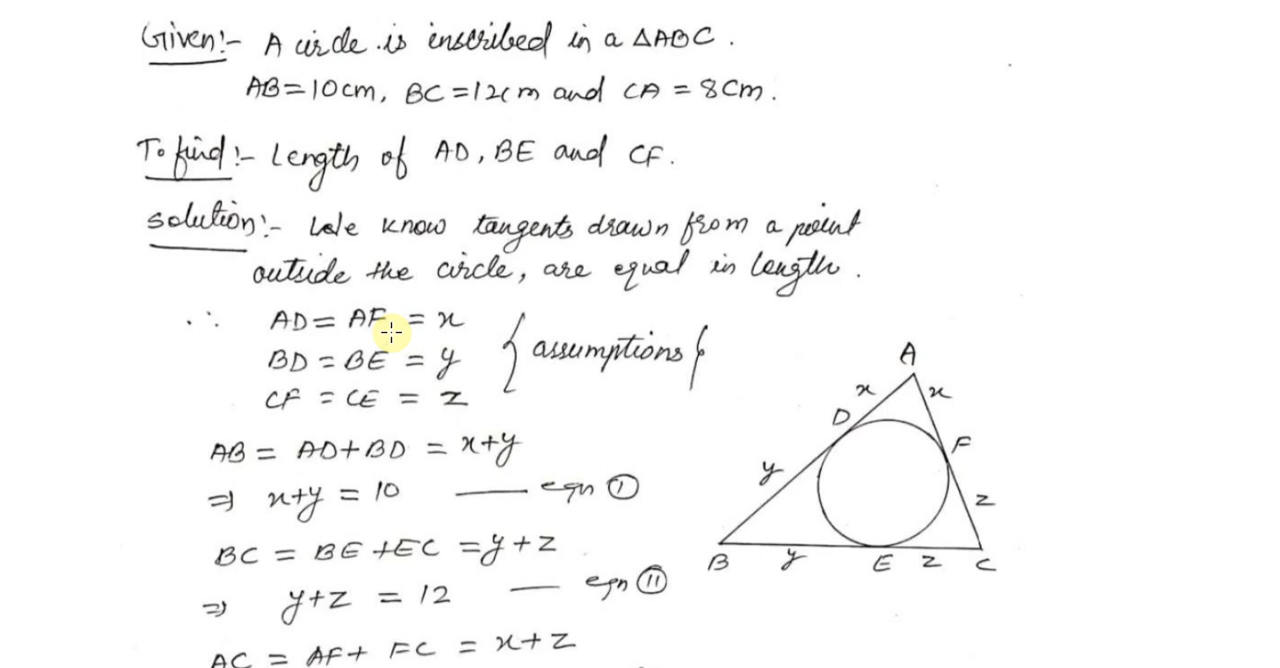 Given:- A circle is inscribed in a △ABC.
AB=10cm, BC=12cm and CA = 8cm.
To find:- Length of AD, BE and CF.
Solution:- We know tangents drawn from a point
outside the circle, are equal in length.
∴ AD = AF = x
BD = BE = y
CF = CE = z
{assumptions}
AB = AD+BD = x+y
⇒ x+y = 10 —— eqn ①
BC = BE+EC = y+z
⇒ y+z = 12 —— eqn ⑪
AC = AF+ FC = x+z
A
x x
D
F
y
z
B y E z C